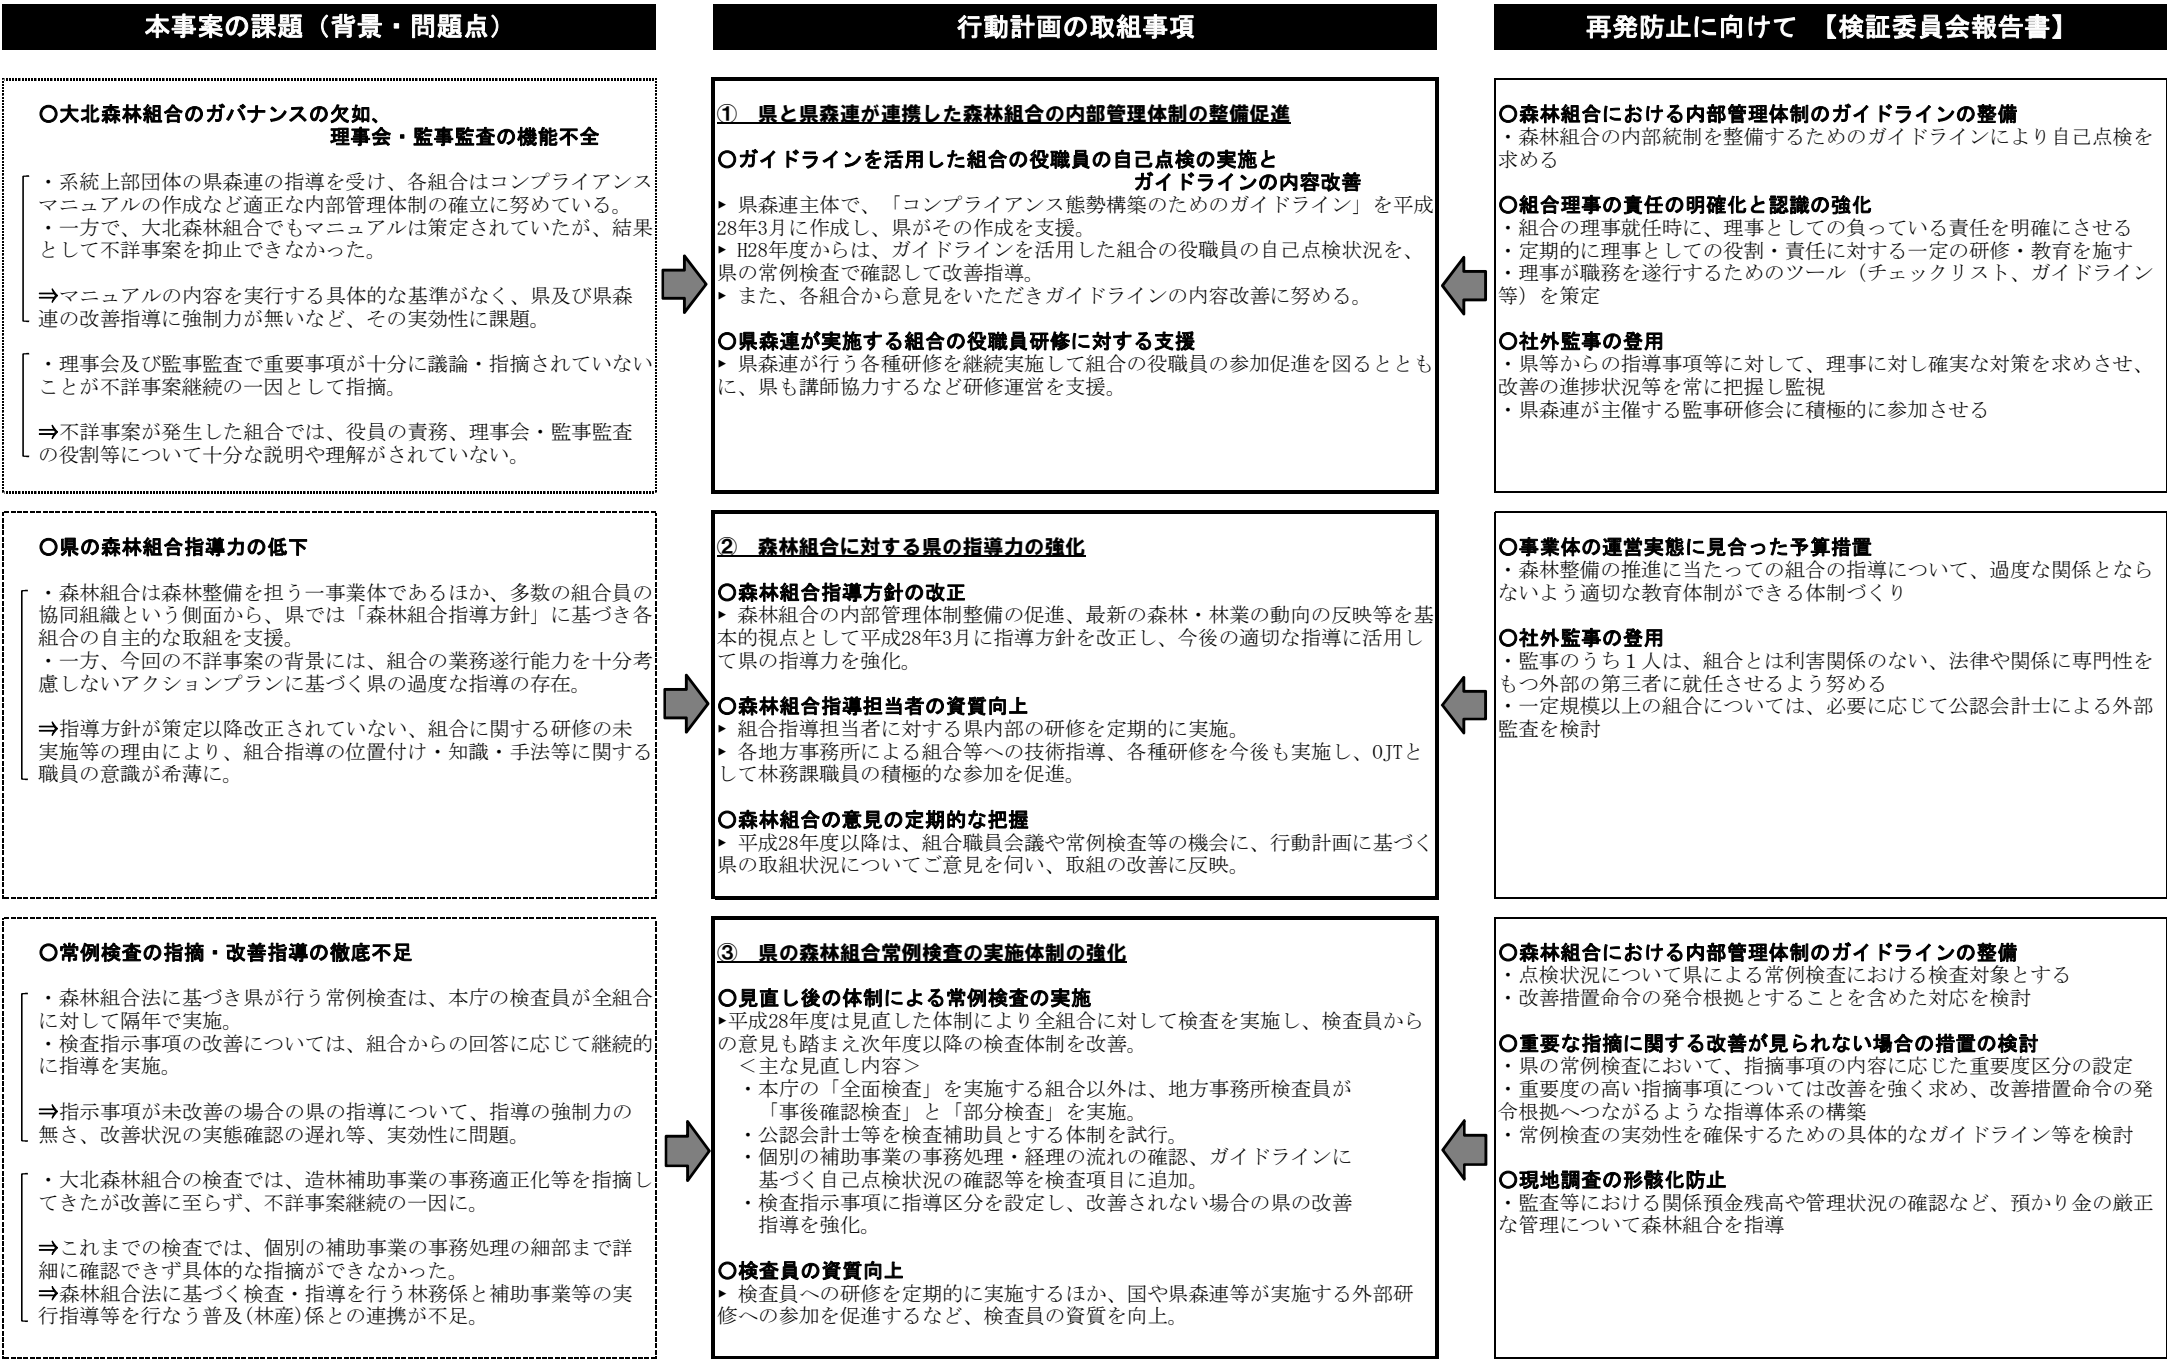 本事案の課題（背景・問題点）
行動計画の取組事項
再発防止に向けて　【検証委員会報告書】
○大北森林組合のガバナンスの欠如、
理事会・監事監査の機能不全
・系統上部団体の県森連の指導を受け、各組合はコンプライアンス
マニュアルの作成など適正な内部管理体制の確立に努めている。
・一方で、大北森林組合でもマニュアルは策定されていたが、結果
として不詳事案を抑止できなかった。
⇒マニュアルの内容を実行する具体的な基準がなく、県及び県森
連の改善指導に強制力が無いなど、その実効性に課題。
・理事会及び監事監査で重要事項が十分に議論・指摘されていない
ことが不詳事案継続の一因として指摘。
⇒不詳事案が発生した組合では、役員の責務、理事会・監事監査
の役割等について十分な説明や理解がされていない。
①　県と県森連が連携した森林組合の内部管理体制の整備促進
○ガイドラインを活用した組合の役職員の自己点検の実施と
ガイドラインの内容改善
▸ 県森連主体で、「コンプライアンス態勢構築のためのガイドライン」を平成
28年3月に作成し、県がその作成を支援。
▸ H28年度からは、ガイドラインを活用した組合の役職員の自己点検状況を、
県の常例検査で確認して改善指導。
▸ また、各組合から意見をいただきガイドラインの内容改善に努める。
○県森連が実施する組合の役職員研修に対する支援
▸ 県森連が行う各種研修を継続実施して組合の役職員の参加促進を図るととも
に、県も講師協力するなど研修運営を支援。
○森林組合における内部管理体制のガイドラインの整備
・森林組合の内部統制を整備するためのガイドラインにより自己点検を
求める
○組合理事の責任の明確化と認識の強化
・組合の理事就任時に、理事としての負っている責任を明確にさせる
・定期的に理事としての役割・責任に対する一定の研修・教育を施す
・理事が職務を遂行するためのツール（チェックリスト、ガイドライン
等）を策定
○社外監事の登用
・県等からの指導事項等に対して、理事に対し確実な対策を求めさせ、
改善の進捗状況等を常に把握し監視
・県森連が主催する監事研修会に積極的に参加させる
○県の森林組合指導力の低下
・森林組合は森林整備を担う一事業体であるほか、多数の組合員の
協同組織という側面から、県では「森林組合指導方針」に基づき各
組合の自主的な取組を支援。
・一方、今回の不詳事案の背景には、組合の業務遂行能力を十分考
慮しないアクションプランに基づく県の過度な指導の存在。
⇒指導方針が策定以降改正されていない、組合に関する研修の未
実施等の理由により、組合指導の位置付け・知識・手法等に関する
職員の意識が希薄に。
②　森林組合に対する県の指導力の強化
○森林組合指導方針の改正
▸ 森林組合の内部管理体制整備の促進、最新の森林・林業の動向の反映等を基
本的視点として平成28年3月に指導方針を改正し、今後の適切な指導に活用し
て県の指導力を強化。
○森林組合指導担当者の資質向上
▸ 組合指導担当者に対する県内部の研修を定期的に実施。
▸ 各地方事務所による組合等への技術指導、各種研修を今後も実施し、OJTと
して林務課職員の積極的な参加を促進。
○森林組合の意見の定期的な把握
▸ 平成28年度以降は、組合職員会議や常例検査等の機会に、行動計画に基づく
県の取組状況についてご意見を伺い、取組の改善に反映。
○事業体の運営実態に見合った予算措置
・森林整備の推進に当たっての組合の指導について、過度な関係となら
ないよう適切な教育体制ができる体制づくり
○社外監事の登用
・監事のうち１人は、組合とは利害関係のない、法律や関係に専門性を
もつ外部の第三者に就任させるよう努める
・一定規模以上の組合については、必要に応じて公認会計士による外部
監査を検討
○常例検査の指摘・改善指導の徹底不足
・森林組合法に基づき県が行う常例検査は、本庁の検査員が全組合
に対して隔年で実施。
・検査指示事項の改善については、組合からの回答に応じて継続的
に指導を実施。
⇒指示事項が未改善の場合の県の指導について、指導の強制力の
無さ、改善状況の実態確認の遅れ等、実効性に問題。
・大北森林組合の検査では、造林補助事業の事務適正化等を指摘し
てきたが改善に至らず、不詳事案継続の一因に。
⇒これまでの検査では、個別の補助事業の事務処理の細部まで詳
細に確認できず具体的な指摘ができなかった。
⇒森林組合法に基づく検査・指導を行う林務係と補助事業等の実
行指導等を行なう普及(林産)係との連携が不足。
③　県の森林組合常例検査の実施体制の強化
○見直し後の体制による常例検査の実施
▸平成28年度は見直した体制により全組合に対して検査を実施し、検査員から
の意見も踏まえ次年度以降の検査体制を改善。
＜主な見直し内容＞
・本庁の「全面検査」を実施する組合以外は、地方事務所検査員が
「事後確認検査」と「部分検査」を実施。
・公認会計士等を検査補助員とする体制を試行。
・個別の補助事業の事務処理・経理の流れの確認、ガイドラインに
基づく自己点検状況の確認等を検査項目に追加。
・検査指示事項に指導区分を設定し、改善されない場合の県の改善
指導を強化。
○検査員の資質向上
▸ 検査員への研修を定期的に実施するほか、国や県森連等が実施する外部研
修への参加を促進するなど、検査員の資質を向上。
○森林組合における内部管理体制のガイドラインの整備
・点検状況について県による常例検査における検査対象とする
・改善措置命令の発令根拠とすることを含めた対応を検討
○重要な指摘に関する改善が見られない場合の措置の検討
・県の常例検査において、指摘事項の内容に応じた重要度区分の設定
・重要度の高い指摘事項については改善を強く求め、改善措置命令の発
令根拠へつながるような指導体系の構築
・常例検査の実効性を確保するための具体的なガイドライン等を検討
○現地調査の形骸化防止
・監査等における関係預金残高や管理状況の確認など、預かり金の厳正
な管理について森林組合を指導